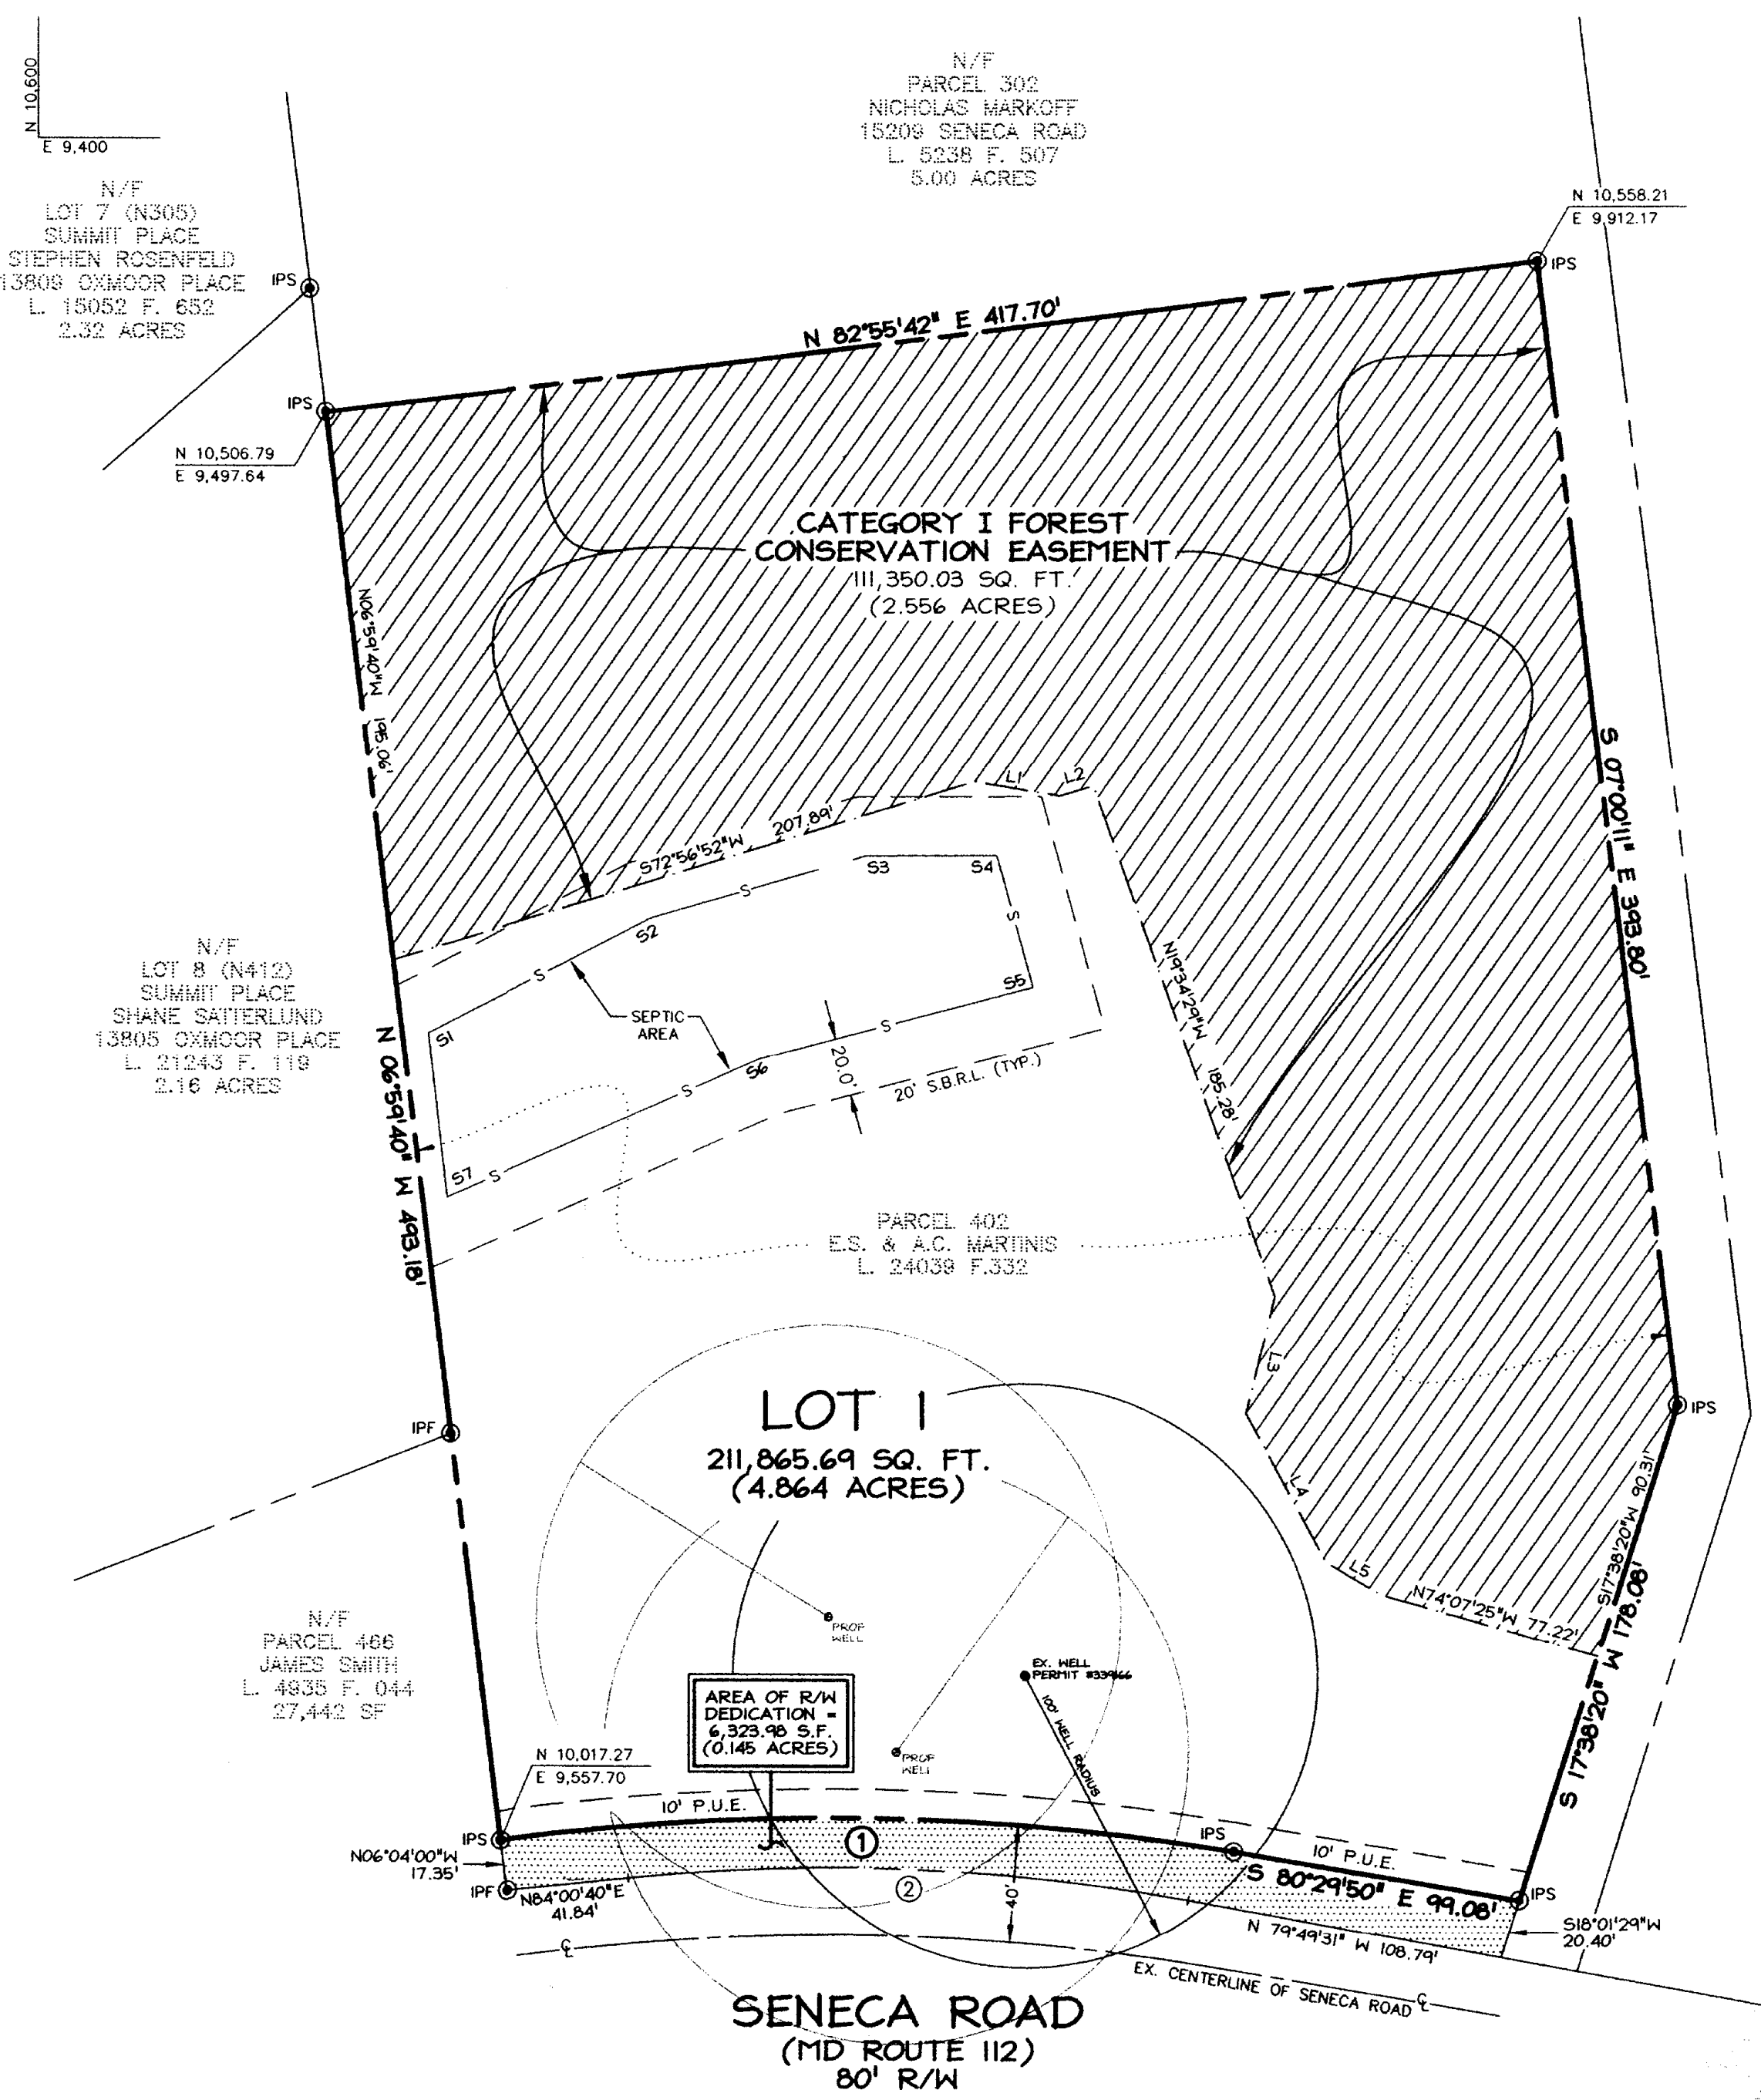 N 10,600
E 9,400
N/F
PARCEL 302
NICHOLAS MARKOFF
15209 SENECA ROAD
L. 5238 F. 507
5.00 ACRES
N/F
LOT 7 (N305)
SUMMIT PLACE
STEPHEN ROSENFELD
13809 OXMOOR PLACE
L. 15052 F. 652
2.32 ACRES
IPS
N 10,558.21
E 9,912.17
IPS
N 82°55'42" E 417.70'
IPS
N 10,506.79
E 9,497.64
CATEGORY I FOREST
CONSERVATION EASEMENT
111,350.03 SQ. FT.
(2.556 ACRES)
N06°59'40"W 195.06'
S 07°00'11" E 393.80'
L1
L2
S72°56'52"W 207.89'
S3
S4
S
S2
S
S
S5
S1
SEPTIC
AREA
S
S6
20.0'
20' S.B.R.L. (TYP.)
S
S7
S
N19°34'29"W 185.28'
N/F
LOT 8 (N412)
SUMMIT PLACE
SHANE SATTERLUND
13805 OXMOOR PLACE
L. 21243 F. 119
2.16 ACRES
N 06°59'40" W 493.18'
PARCEL 402
E.S. & A.C. MARTINIS
L. 24039 F.332
L3
IPS
IPF
LOT 1
211,865.69 SQ. FT.
(4.864 ACRES)
L4
L5
N74°07'25"W 77.22'
S17°38'20"W 90.31'
S 17°38'20" W 178.08'
N/F
PARCEL 466
JAMES SMITH
L. 4935 F. 044
27,442 SF
PROP
WELL
EX. WELL
PERMIT #339166
100' WELL RADIUS
AREA OF R/W
DEDICATION =
6,323.98 S.F.
(0.145 ACRES)
PROP
WELL
N 10,017.27
E 9,557.70
10' P.U.E.
IPS
1
IPS
10' P.U.E.
N06°04'00"W
17.35'
IPF
N84°00'40"E
41.84'
2
40'
S 80°29'50" E 99.08'
IPS
N 79°49'31" W 108.79'
S18°01'29"W
20.40'
EX. CENTERLINE OF SENECA ROAD
SENECA ROAD
(MD ROUTE 112)
80' R/W